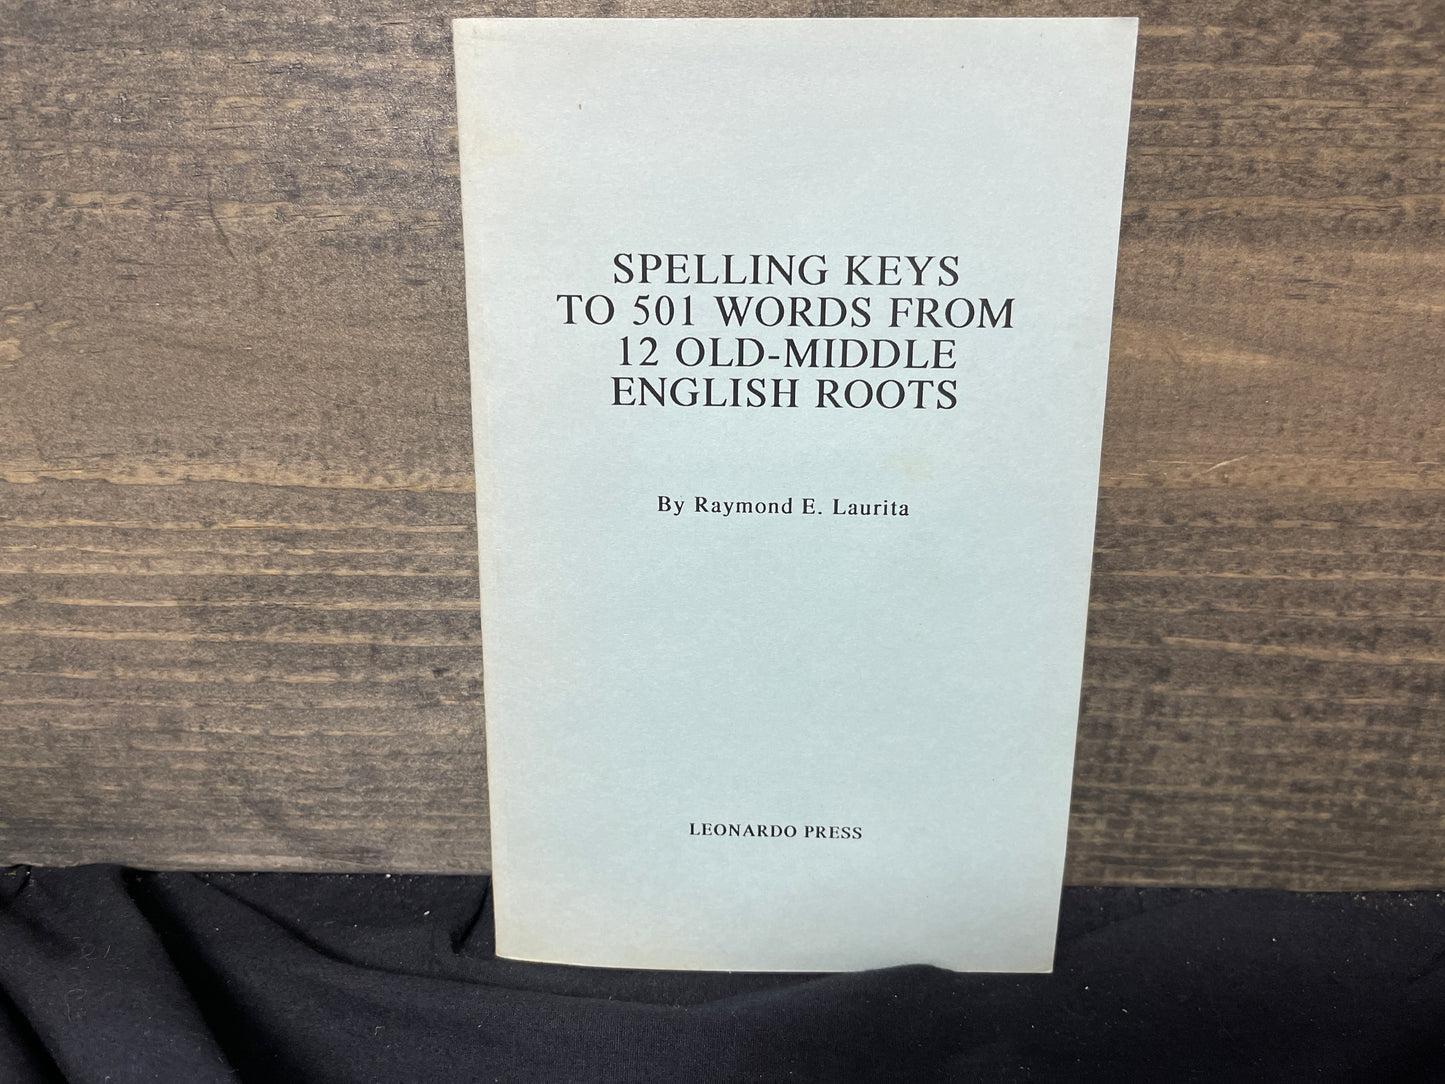 SPELLING KEYS
TO 501 WORDS FROM
12 OLD-MIDDLE
ENGLISH ROOTS
By Raymond E. Laurita
LEONARDO PRESS